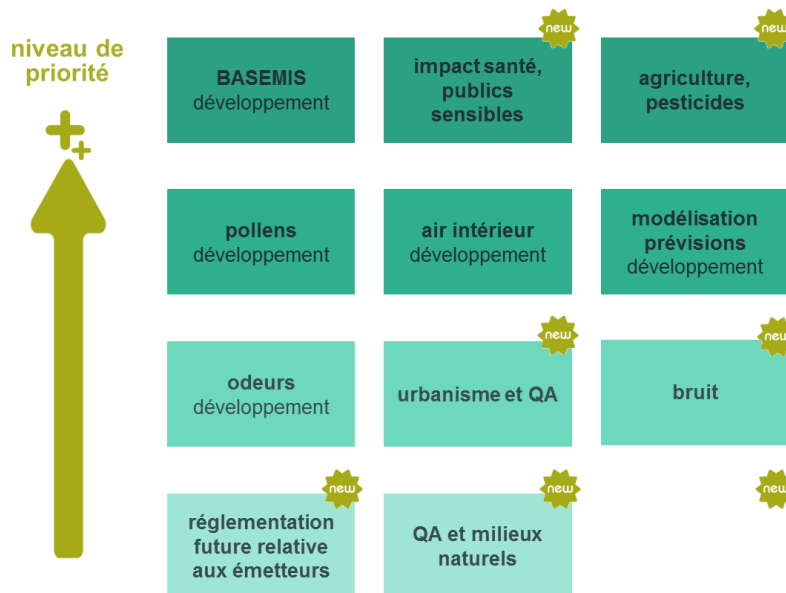 niveau de
priorité
new
new
BASEMIS
développement
impact santé,
publics
sensibles
agriculture,
pesticides
pollens
développement
air intérieur
développement
modélisation
prévisions
développement
new
new
odeurs
développement
urbanisme et QA
bruit
new
new
new
réglementation
future relative
aux émetteurs
QA et milieux
naturels